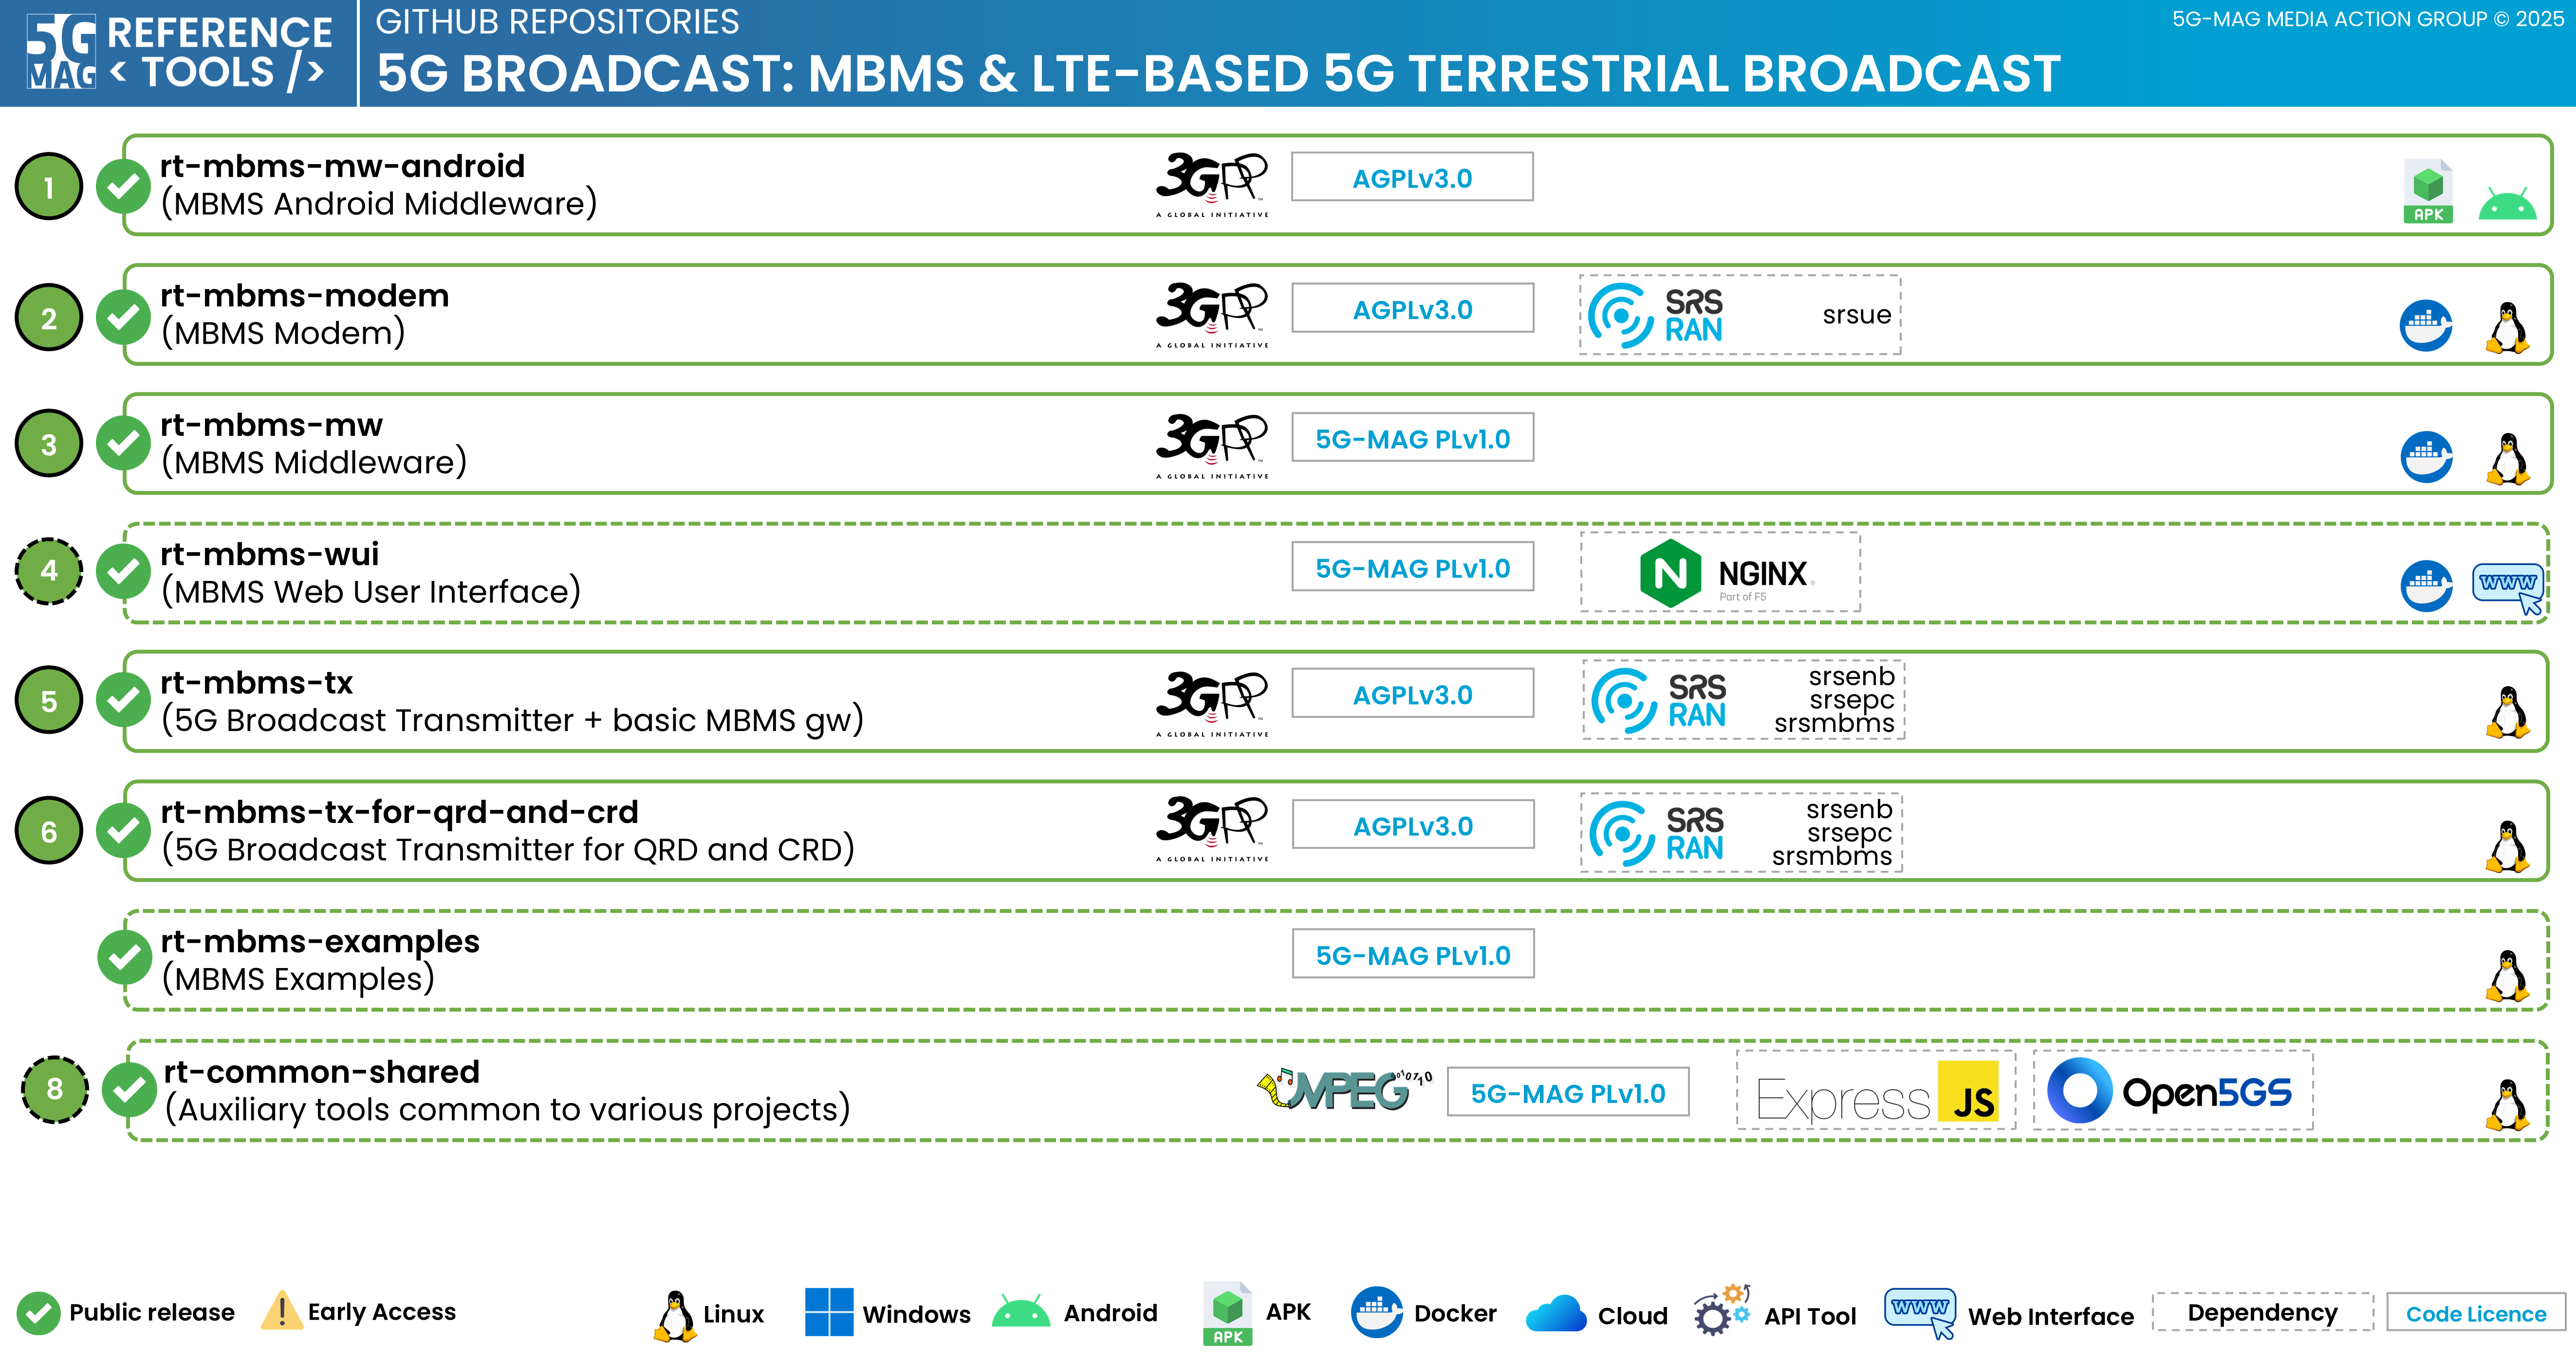 5G MAG
REFERENCE
< TOOLS />
GITHUB REPOSITORIES
5G BROADCAST: MBMS & LTE-BASED 5G TERRESTRIAL BROADCAST
5G-MAG MEDIA ACTION GROUP © 2025
1
rt-mbms-mw-android
(MBMS Android Middleware)
3GPP
A GLOBAL INITIATIVE
AGPLv3.0
APK
2
rt-mbms-modem
(MBMS Modem)
3GPP
A GLOBAL INITIATIVE
AGPLv3.0
SRS
RAN
srsue
3
rt-mbms-mw
(MBMS Middleware)
3GPP
A GLOBAL INITIATIVE
5G-MAG PLv1.0
4
rt-mbms-wui
(MBMS Web User Interface)
5G-MAG PLv1.0
N NGINX
Part of F5
WWW
5
rt-mbms-tx
(5G Broadcast Transmitter + basic MBMS gw)
3GPP
A GLOBAL INITIATIVE
AGPLv3.0
SRS
RAN
srsenb
srsepc
srsmbms
6
rt-mbms-tx-for-qrd-and-crd
(5G Broadcast Transmitter for QRD and CRD)
3GPP
A GLOBAL INITIATIVE
AGPLv3.0
SRS
RAN
srsenb
srsepc
srsmbms
rt-mbms-examples
(MBMS Examples)
5G-MAG PLv1.0
8
rt-common-shared
(Auxiliary tools common to various projects)
MPEG
5G-MAG PLv1.0
Express JS
Open5GS
Public release
Early Access
Linux
Windows
Android
APK
APK
Docker
Cloud
API Tool
WWW
Web Interface
Dependency
Code Licence